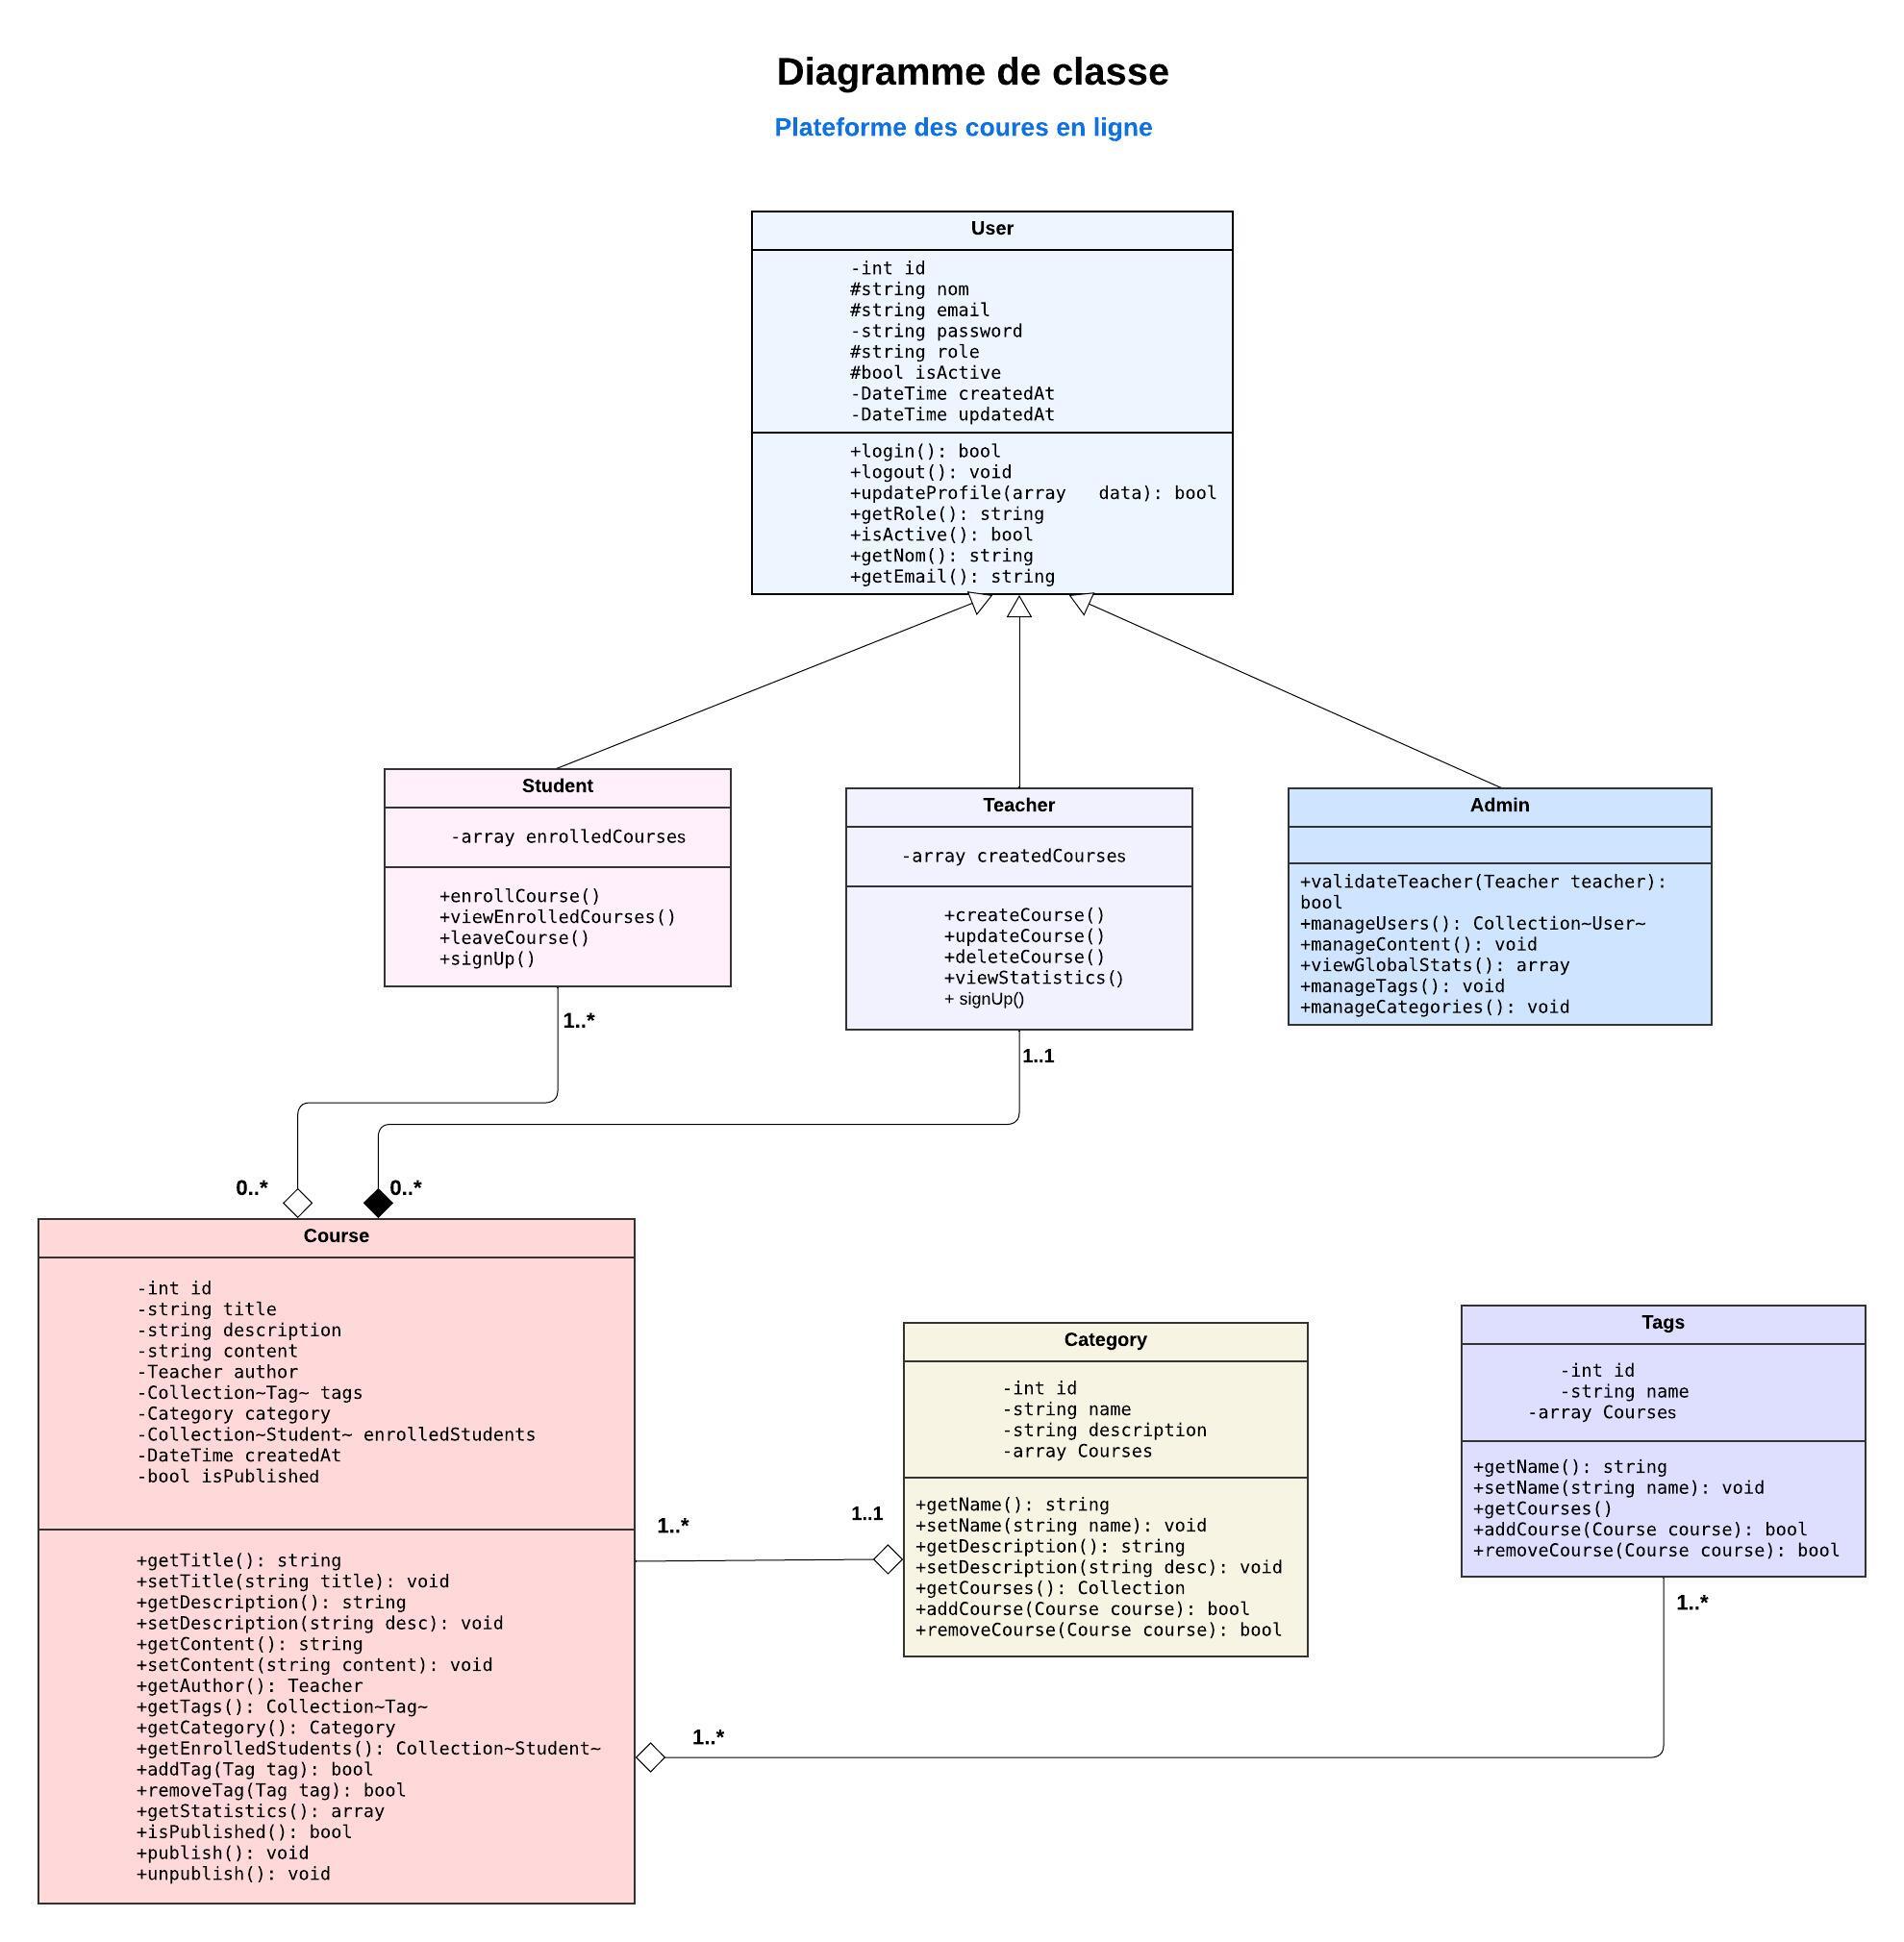 Diagramme de classe
Plateforme des coures en ligne
User
-int id
#string nom
#string email
-string password
#string role
#bool isActive
-DateTime createdAt
-DateTime updatedAt
+login(): bool
+logout(): void
+updateProfile(array   data): bool
+getRole(): string
+isActive(): bool
+getNom(): string
+getEmail(): string
Student
-array enrolledCourses
+enrollCourse()
+viewEnrolledCourses()
+leaveCourse()
+signUp()
1..*
Teacher
-array createdCourses
+createCourse()
+updateCourse()
+deleteCourse()
+viewStatistics()
+ signUp()
1..1
Admin
+validateTeacher(Teacher teacher):
bool
+manageUsers(): Collection~User~
+manageContent(): void
+viewGlobalStats(): array
+manageTags(): void
+manageCategories(): void
0..*
0..*
Course
-int id
-string title
-string description
-string content
-Teacher author
-Collection~Tag~ tags
-Category category
-Collection~Student~ enrolledStudents
-DateTime createdAt
-bool isPublished
+getTitle(): string
+setTitle(string title): void
+getDescription(): string
+setDescription(string desc): void
+getContent(): string
+setContent(string content): void
+getAuthor(): Teacher
+getTags(): Collection~Tag~
+getCategory(): Category
+getEnrolledStudents(): Collection~Student~
+addTag(Tag tag): bool
+removeTag(Tag tag): bool
+getStatistics(): array
+isPublished(): bool
+publish(): void
+unpublish(): void
1..*
1..1
Category
-int id
-string name
-string description
-array Courses
+getName(): string
+setName(string name): void
+getDescription(): string
+setDescription(string desc): void
+getCourses(): Collection
+addCourse(Course course): bool
+removeCourse(Course course): bool
Tags
-int id
-string name
-array Courses
+getName(): string
+setName(string name): void
+getCourses()
+addCourse(Course course): bool
+removeCourse(Course course): bool
1..*
1..*